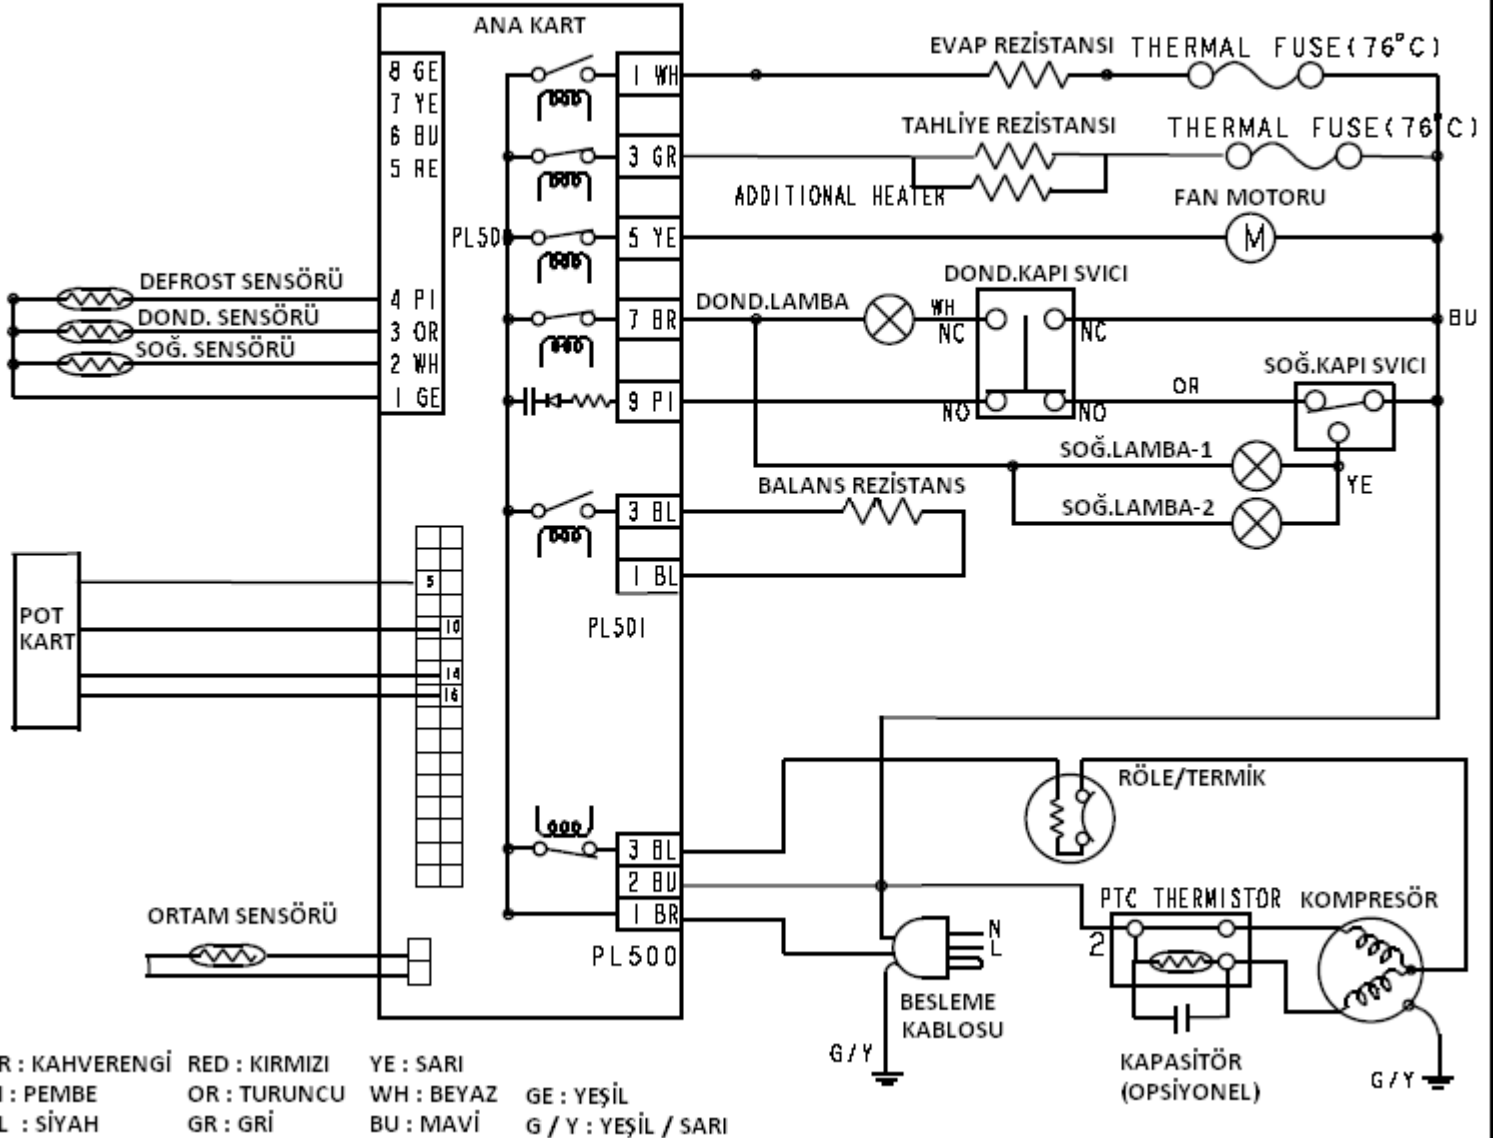 ANA KART
EVAP REZİSTANSI THERMAL FUSE(76°C)
8 GE
1 WH
7 YE
6 BU
5 RE
TAHLİYE REZİSTANSI THERMAL FUSE(76°C)
3 GR
ADDITIONAL HEATER
FAN MOTORU
PL50
5 YE
M
DEFROST SENSÖRÜ
4 PI
DOND.KAPI SVICI
DOND. SENSÖRÜ
3 OR
7 BR
DOND.LAMBA
WH
NC
NC
BU
SOĞ. SENSÖRÜ
2 WH
1 GE
SOĞ.KAPI SVICI
9 PI
NO
NO
OR
SOĞ.LAMBA-1
YE
BALANS REZİSTANS
3 BL
SOĞ.LAMBA-2
1 BL
PL501
POT
KART
5
10
14
16
RÖLE/TERMİK
3 BL
2 BU
1 BR
PL500
ORTAM SENSÖRÜ
N
L
BESLEME
KABLOSU
G/Y
PTC THERMISTOR
2
KOMPRESÖR
KAPASİTÖR
(OPSİYONEL)
G/Y
R : KAHVERENGİ RED : KIRMIZI YE : SARI
I : PEMBE OR : TURUNCU WH : BEYAZ GE : YEŞİL
L : SİYAH GR : GRİ BU : MAVİ G / Y : YEŞİL / SARI